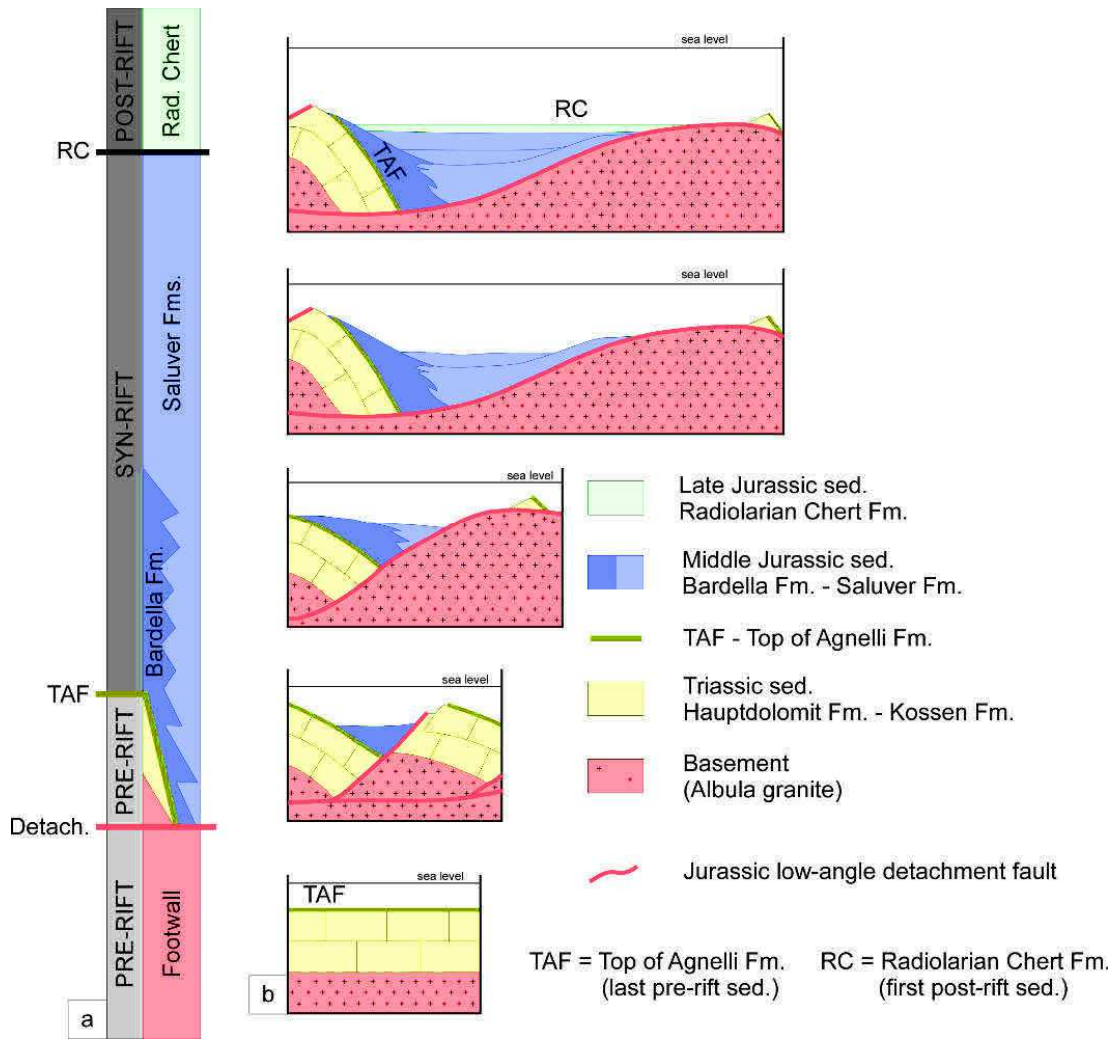 POST-RIFT
Rad. Chert
RC
SYN-RIFT
Saluver Fms.
Bardella Fm.
TAF
PRE-RIFT
Detach.
PRE-RIFT
Footwall
a
sea level
RC
TAF
sea level
sea level
sea level
sea level
TAF
b
Late Jurassic sed.
Radiolarian Chert Fm.
Middle Jurassic sed.
Bardella Fm. - Saluver Fm.
TAF - Top of Agnelli Fm.
Triassic sed.
Hauptdolomit Fm. - Kossen Fm.
Basement
(Albula granite)
Jurassic low-angle detachment fault
TAF = Top of Agnelli Fm.
(last pre-rift sed.)
RC = Radiolarian Chert Fm.
(first post-rift sed.)